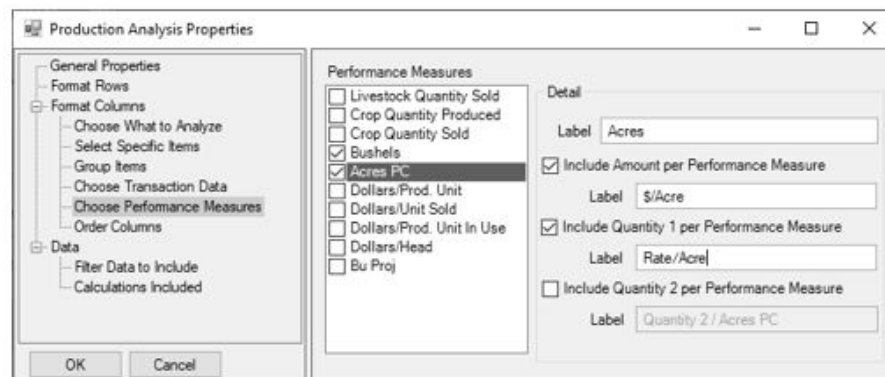 Production Analysis Properties
General Properties
Format Rows
Format Columns
Choose What to Analyze
Select Specific Items
Group Items
Choose Transaction Data
Choose Performance Measures
Order Columns
Data
Filter Data to Include
Calculations Included
OK
Cancel
Performance Measures
Livestock Quantity Sold
Crop Quantity Produced
Crop Quantity Sold
Bushels
Acres PC
Dollars/Prod. Unit
Dollars/Unit Sold
Dollars/Prod. Unit In Use
Dollars/Head
Bu Proj
Detail
Label Acres
Include Amount per Performance Measure
Label $/Acre
Include Quantity 1 per Performance Measure
Label Rate/Acre
Include Quantity 2 per Performance Measure
Label Quantity 2 / Acres PC